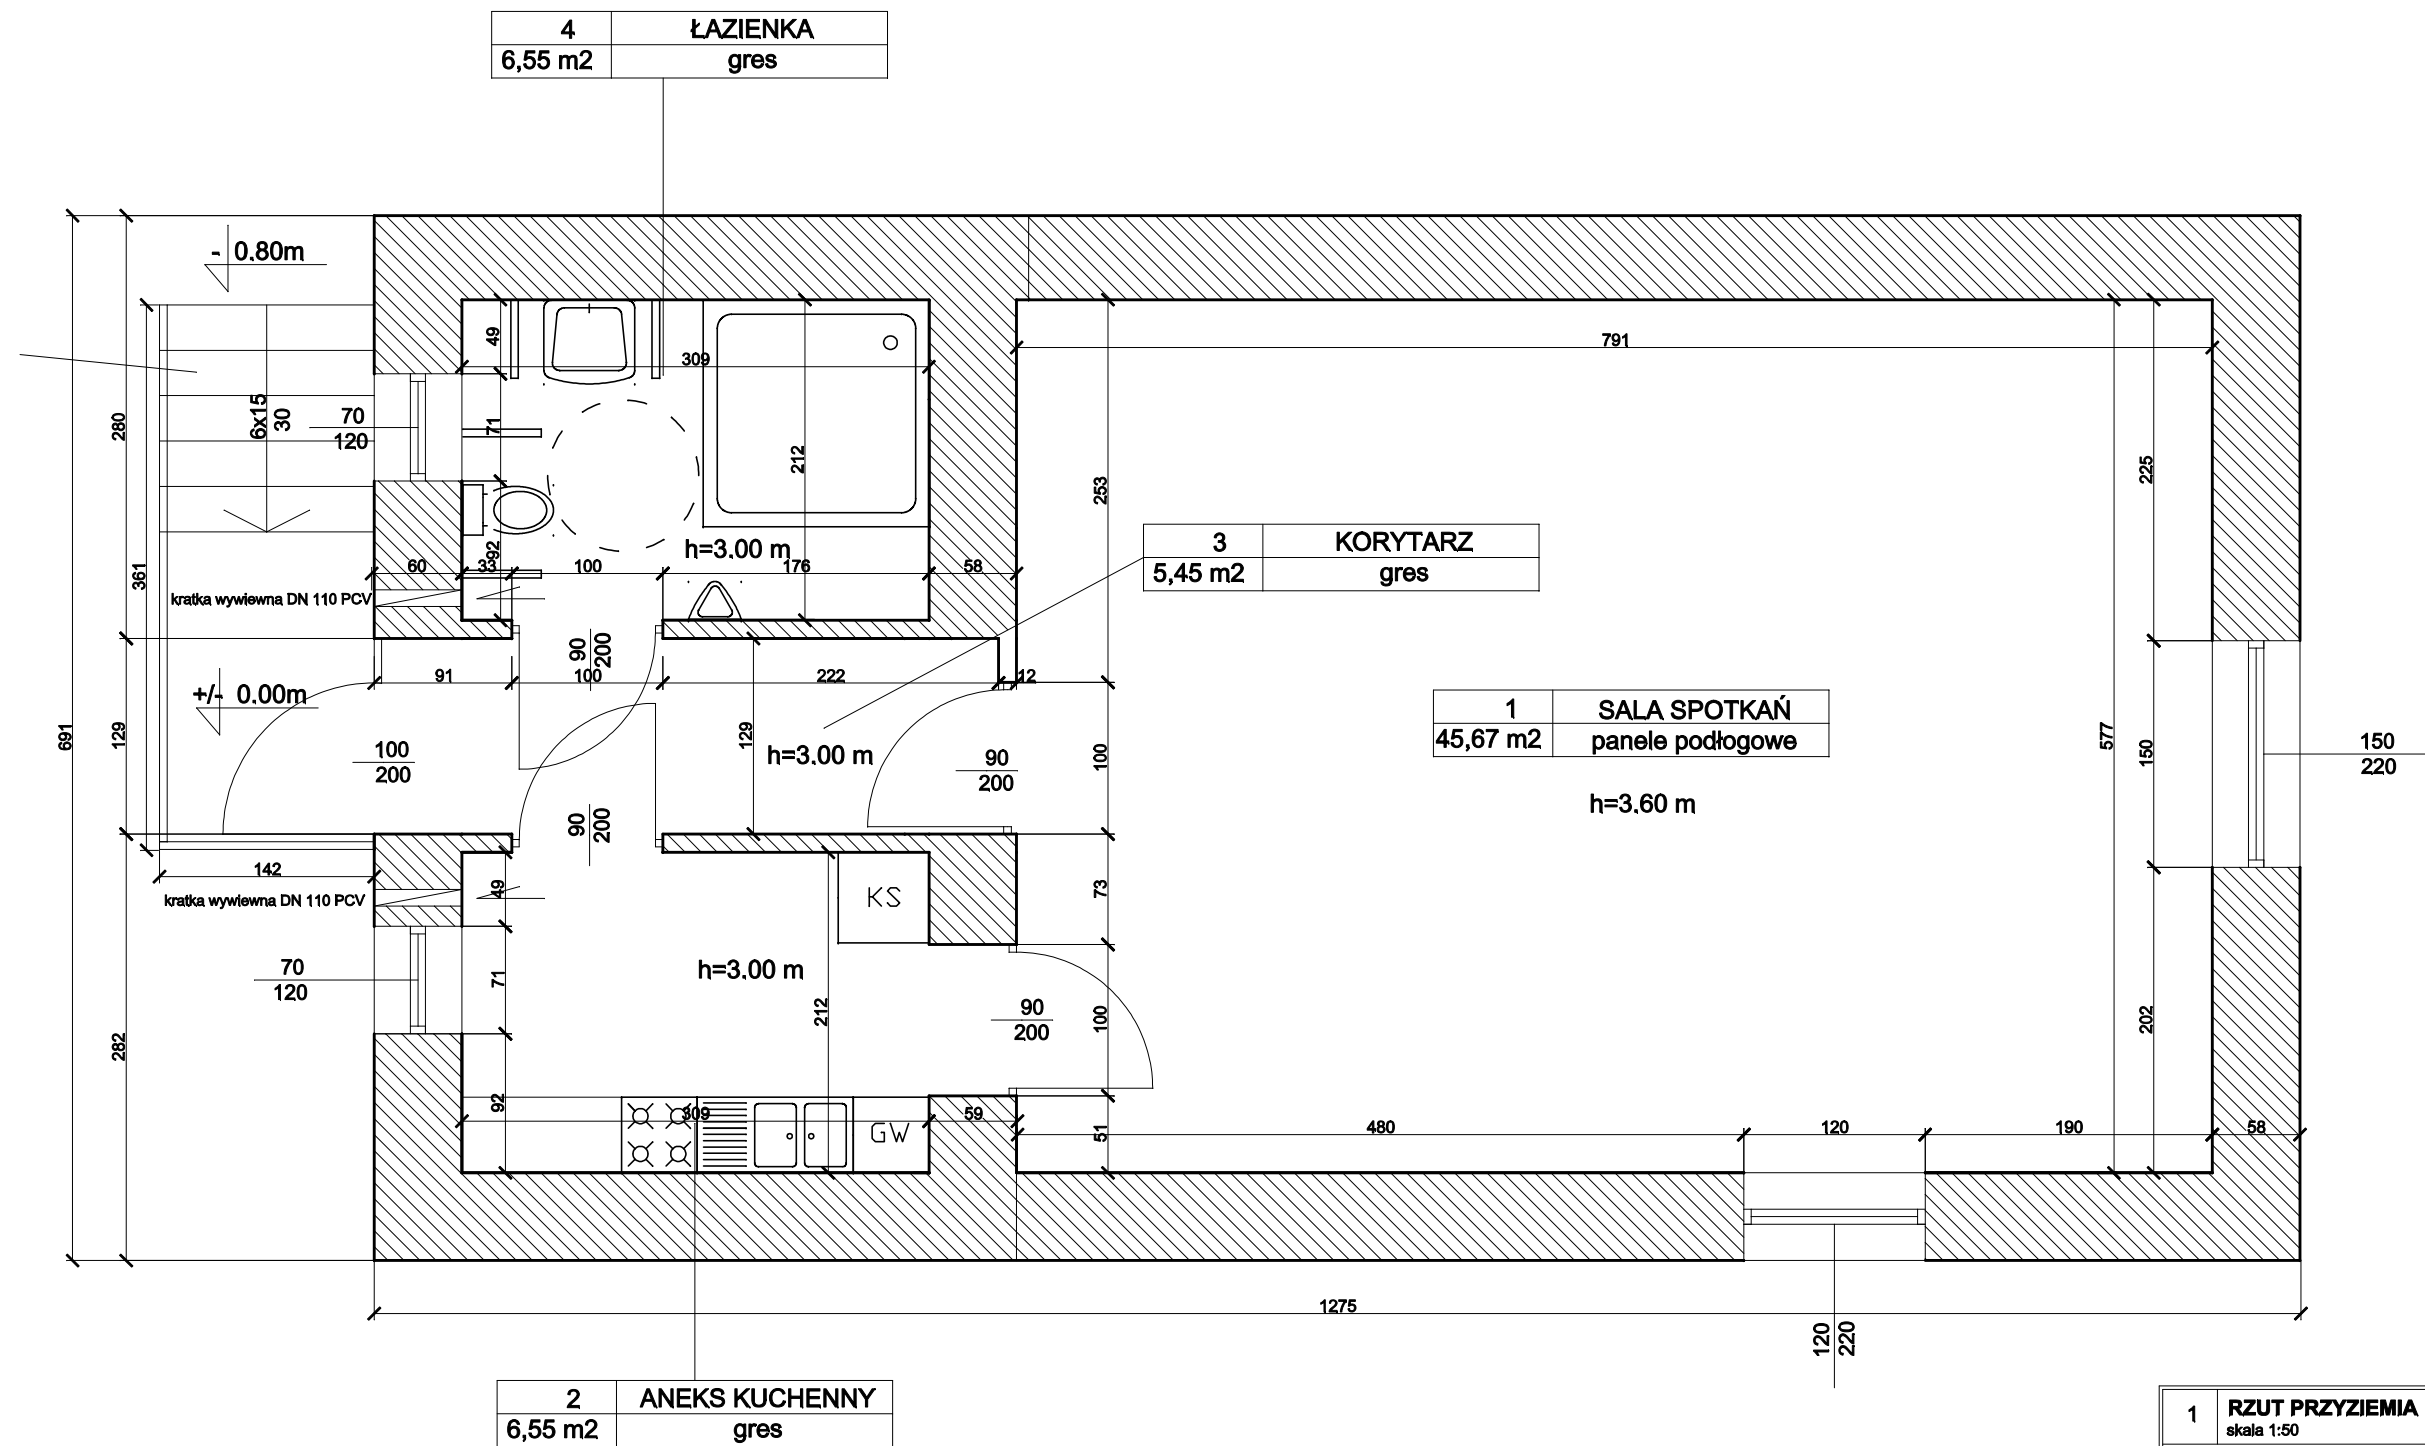 4 ŁAZIENKA
6,55 m2 gres
- 0.80m
6x15
30
70
120
280
361
691
49
309
71
212
92
h=3.00 m
60
33
100
176
58
kratka wywiewna DN 110 PCV
791
253
225
3 KORYTARZ
5,45 m2 gres
90
200
91
100
222
12
+/- 0.00m
129
100
200
129
h=3.00 m
90
200
100
1 SALA SPOTKAŃ
45,67 m2 panele podłogowe
h=3.60 m
577
150
150
220
90
200
142
kratka wywiewna DN 110 PCV
49
KS
73
70
120
71
h=3.00 m
212
90
200
100
202
282
92
309
GW
59
51
480
120
190
58
1275
120
220
2 ANEKS KUCHENNY
6,55 m2 gres
1 RZUT PRZYZIEMIA
skala 1:50